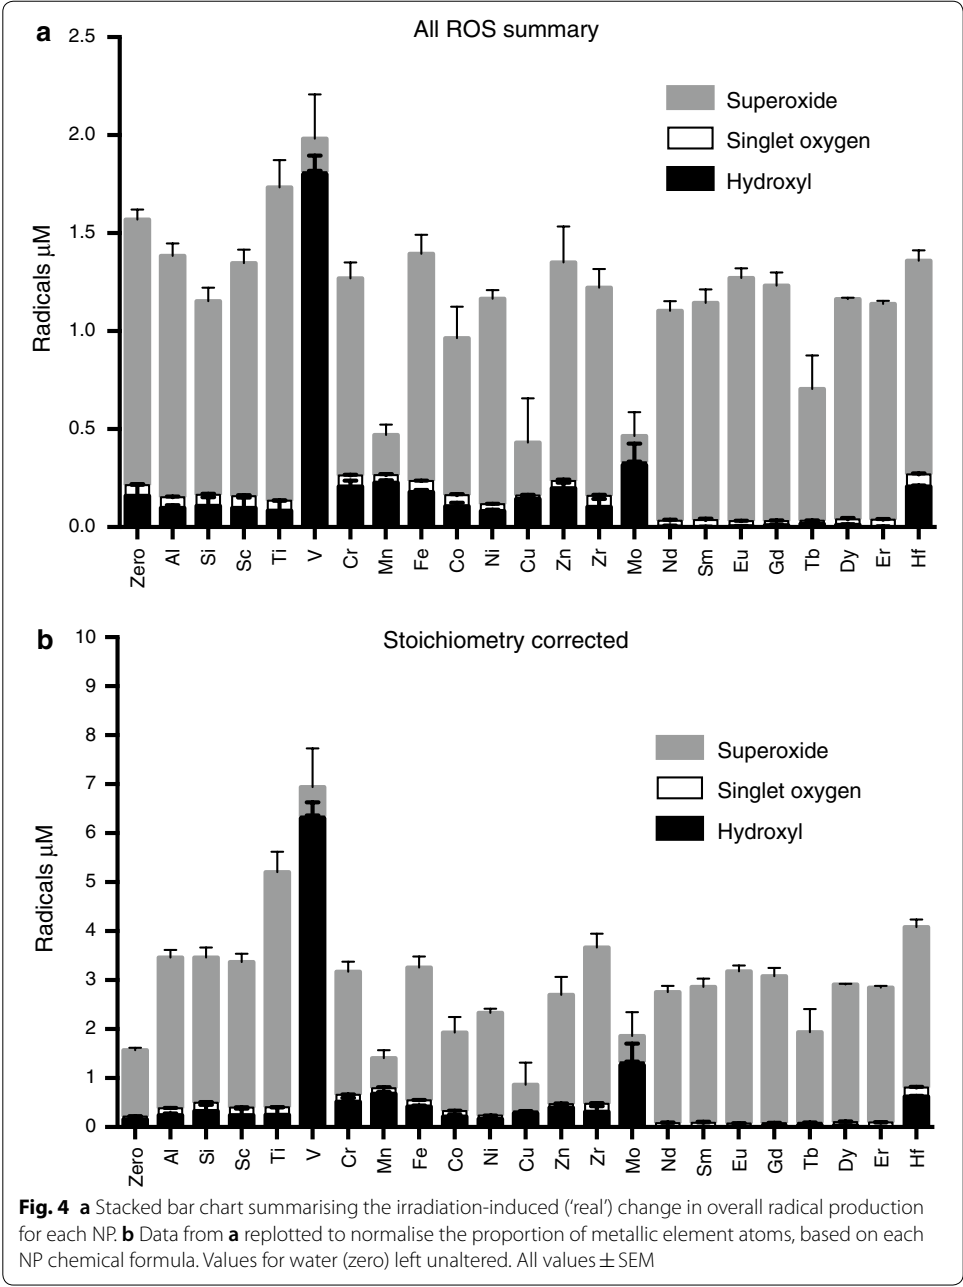 a
All ROS summary
2.5
2.0
1.5
1.0
0.5
0.0
Radicals µM
Superoxide
Singlet oxygen
Hydroxyl
Zero Al Si Sc Ti V Cr Mn Fe Co Ni Cu Zn Zr Mo Nd Sm Eu Gd Tb Dy Er Hf
b
Stoichiometry corrected
10
9
8
7
6
5
4
3
2
1
0
Radicals µM
Superoxide
Singlet oxygen
Hydroxyl
Zero Al Si Sc Ti V Cr Mn Fe Co Ni Cu Zn Zr Mo Nd Sm Eu Gd Tb Dy Er Hf
Fig. 4 a Stacked bar chart summarising the irradiation-induced (‘real’) change in overall radical production
for each NP. b Data from a replotted to normalise the proportion of metallic element atoms, based on each
NP chemical formula. Values for water (zero) left unaltered. All values ± SEM